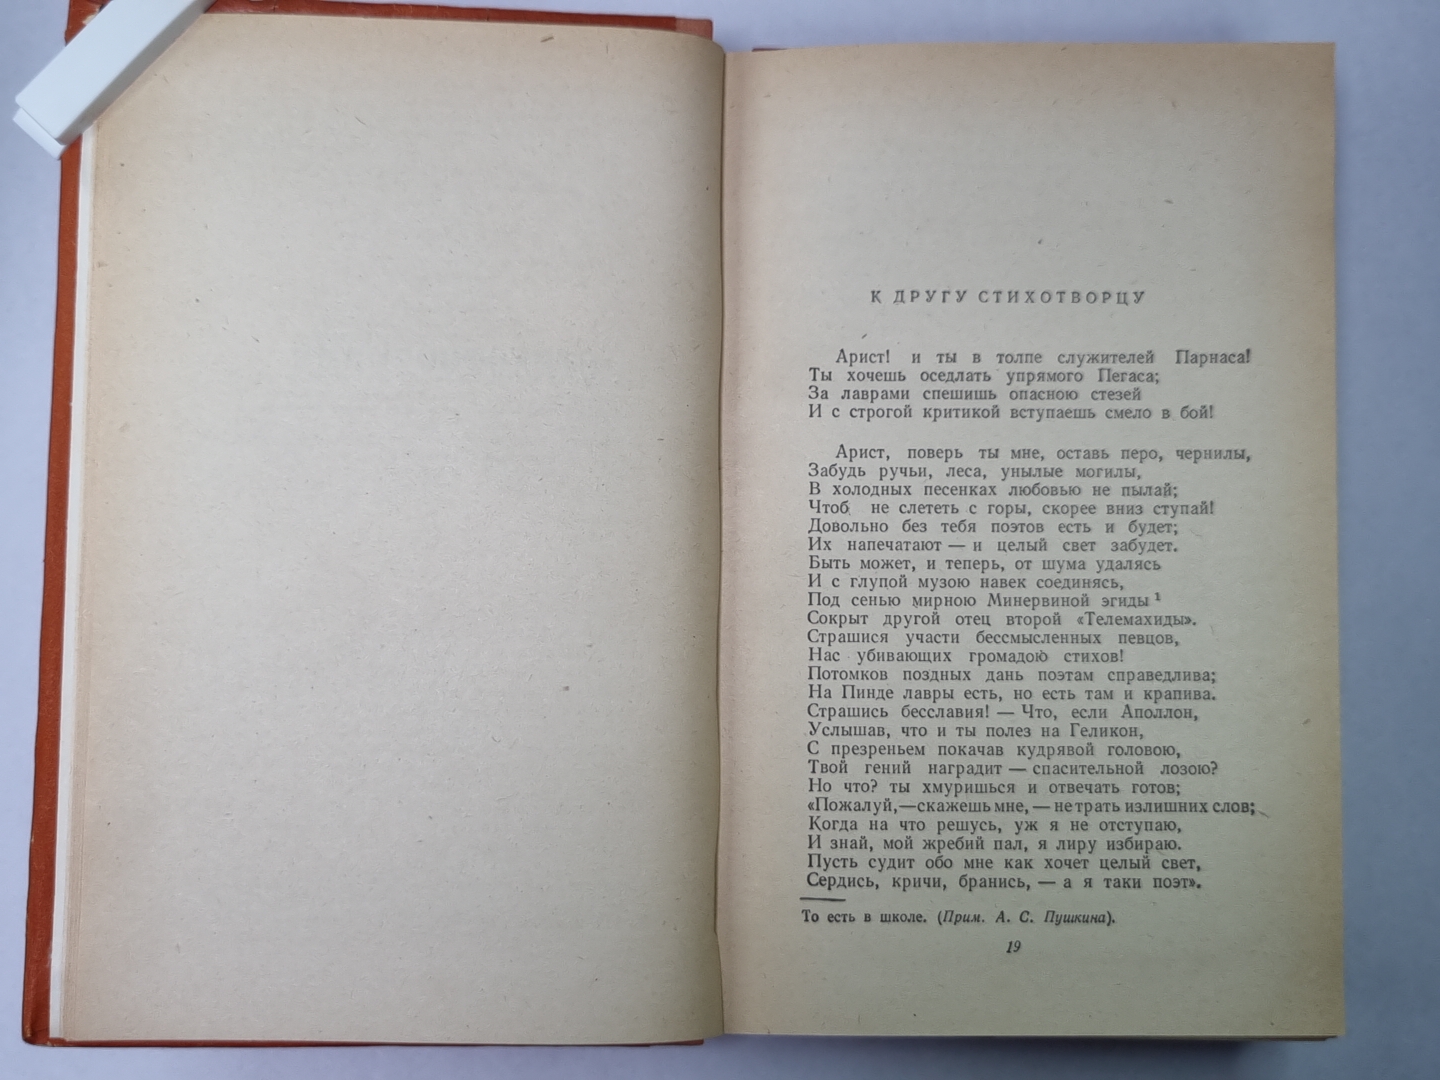 К ДРУГУ СТИХОТВОРЦУ
Арист! и ты в толпе служителей Парнаса!
Ты хочешь оседлать упрямого Пегаса;
За лаврами спешишь опасною стезей
И с строгой критикой вступаешь смело в бой!
Арист, поверь ты мне, оставь перо, чернилы,
Забудь ручьи, леса, унылые могилы,
В холодных песенках любовью не пылай;
Чтоб не слететь с горы, скорее вниз ступай!
Довольно без тебя поэтов есть и будет;
Их напечатают — и целый свет забудет.
Быть может, и теперь, от шума удалясь
И с глупой музою навек соединясь,
Под сенью мирною Минервиной эгиды ¹
Сокрыт другой отец второй «Телемахиды».
Страшися участи бессмысленных певцов,
Нас убивающих громадою стихов!
Потомков поздных дань поэтам справедлива;
На Пинде лавры есть, но есть там и крапива.
Страшись бесславия! — Что, если Аполлон,
Услышав, что и ты полез на Геликон,
С презреньем покачав кудрявой головою,
Твой гений наградит — спасительной лозою?
Но что? ты хмуришься и отвечать готов;
«Пожалуй,—скажешь мне, — не трать излишних слов;
Когда на что решусь, уж я не отступаю,
И знай, мой жребий пал, я лиру избираю.
Пусть судит обо мне как хочет целый свет,
Сердись, кричи, бранись, — а я таки поэт».
То есть в школе. (Прим. А. С. Пушкина).
19